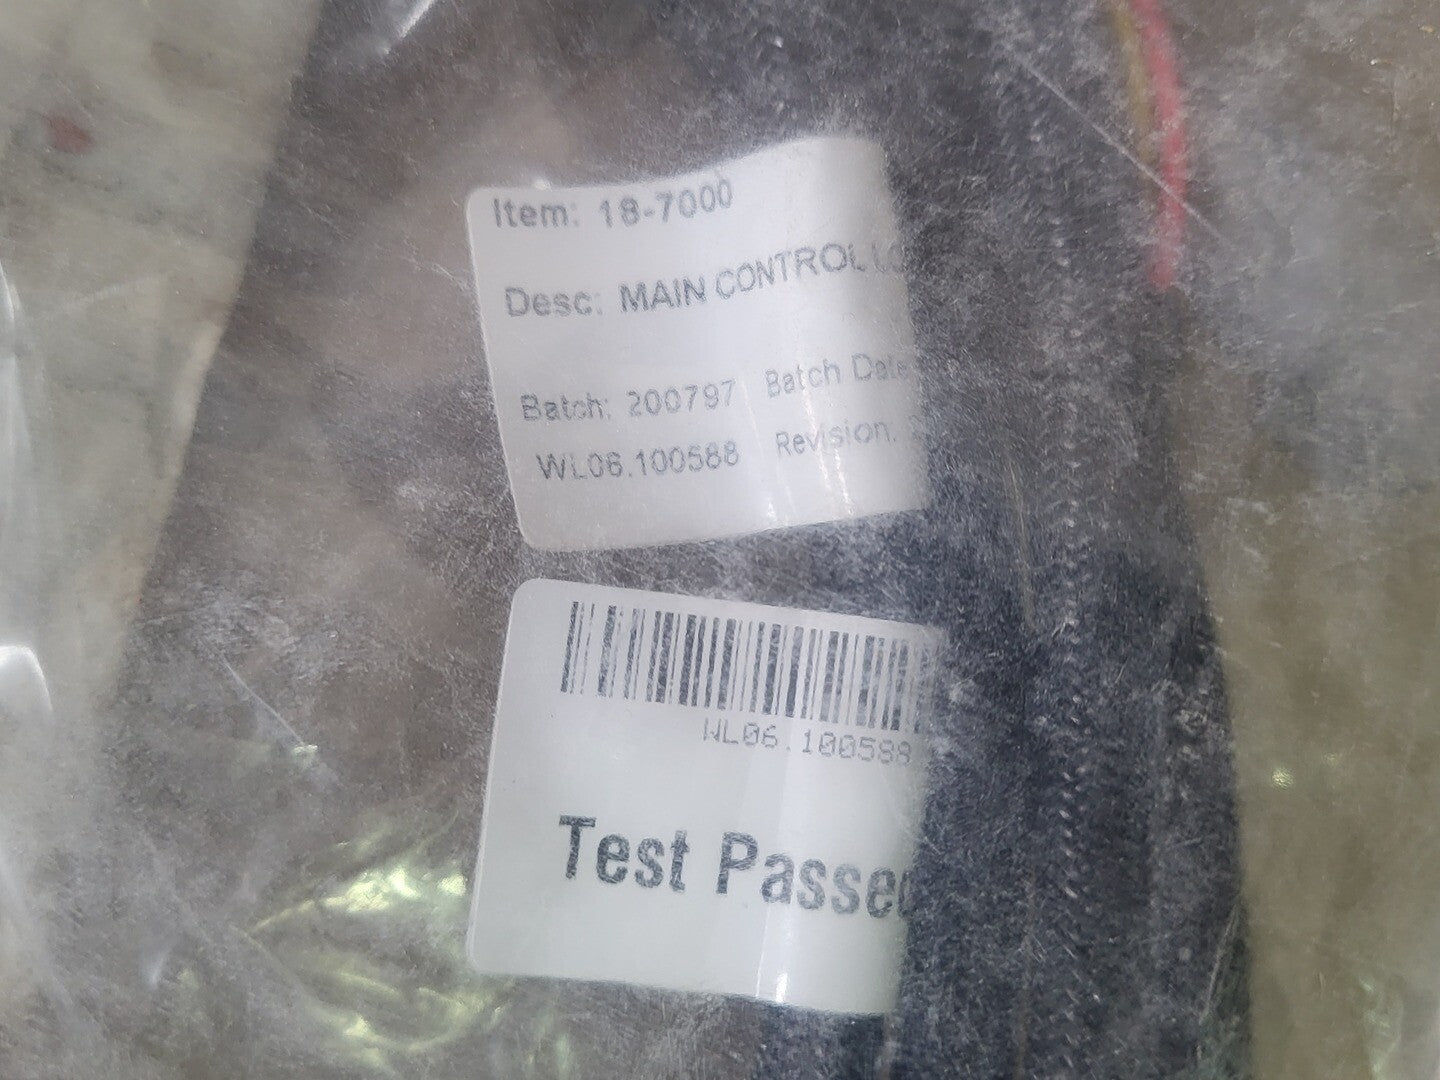 Item: 18-7000
Desc: MAIN CONTROL
Batch: 200797 Batch Date
WL06.100588 Revision:
WL06.100588
Test Passed